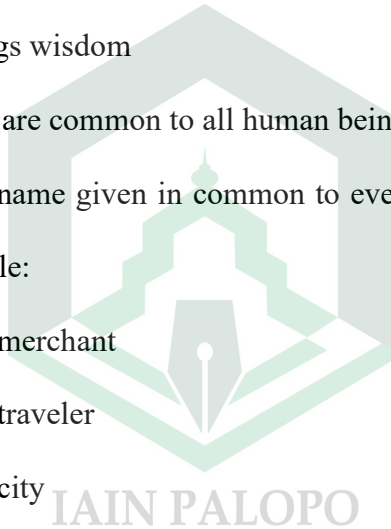 gs wisdom
are common to all human bein
name given in common to eve
le:
merchant
traveler
city
IAIN PALOPO